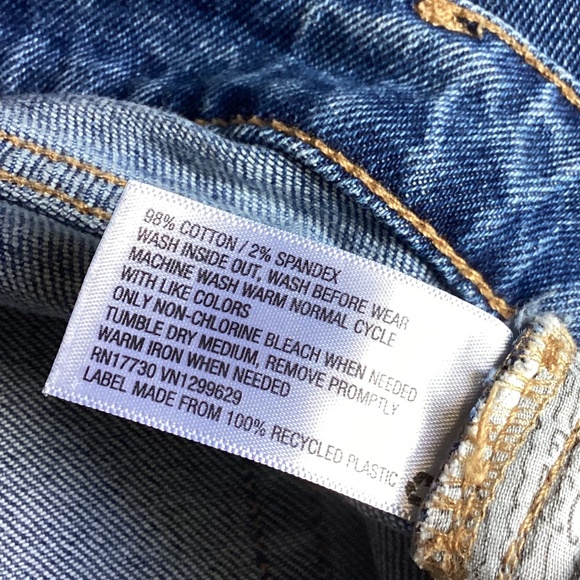 98% COTTON / 2% SPANDEX
WASH INSIDE OUT, WASH BEFORE WEAR
MACHINE WASH WARM NORMAL CYCLE
WITH LIKE COLORS
ONLY NON-CHLORINE BLEACH WHEN NEEDED
TUMBLE DRY MEDIUM, REMOVE PROMPTLY
WARM IRON WHEN NEEDED
RN17730 VN1299629
LABEL MADE FROM 100% RECYCLED PLASTIC